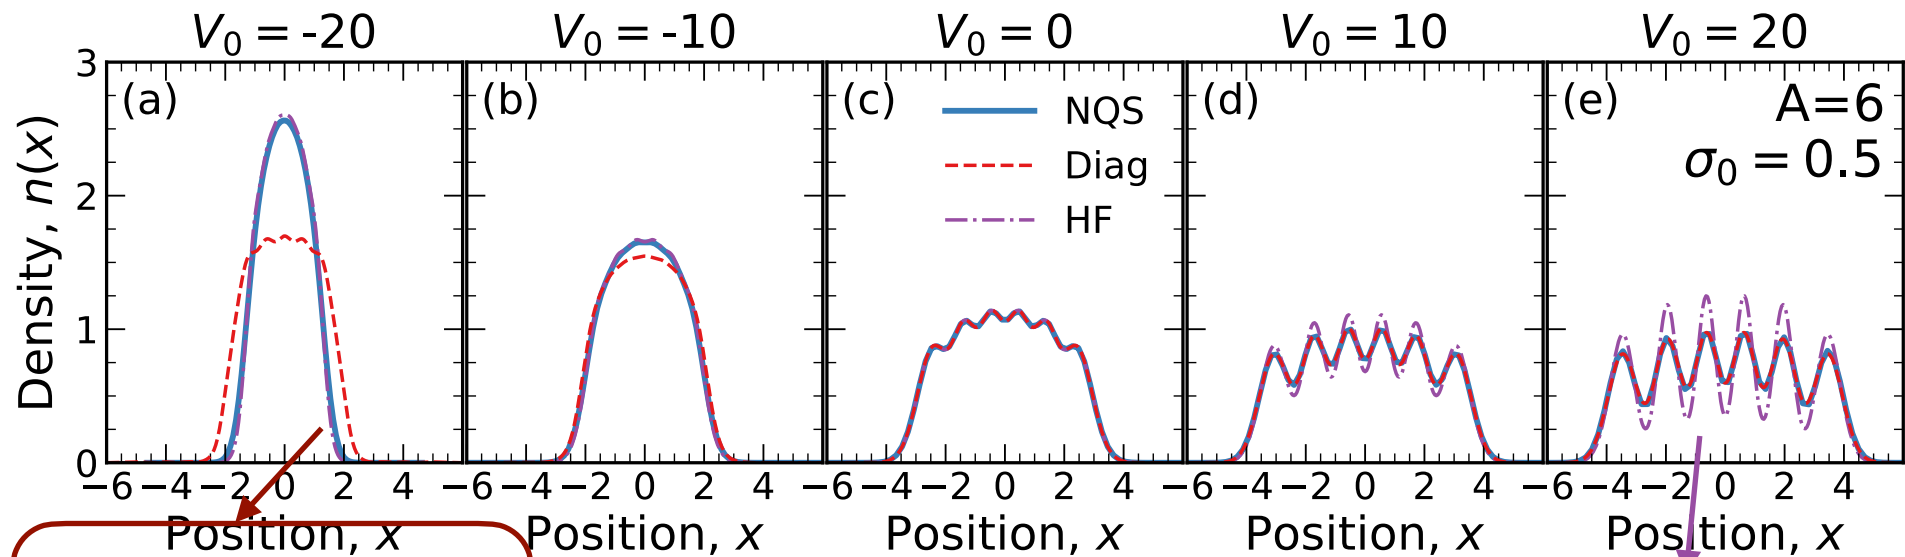 V₀ = -20
V₀ = -10
V₀ = 0
V₀ = 10
V₀ = 20
Density, n(x)
3
2
1
0
(a)
(b)
(c)
NQS
Diag
HF
(d)
(e)
A=6
σ₀ = 0.5
−6 −4 −2 0 2 4
−6 −4 −2 0 2 4
−6 −4 −2 0 2 4
−6 −4 −2 0 2 4
−6 −4 −2 0 2 4
Position, x
Position, x
Position, x
Position, x
Position, x